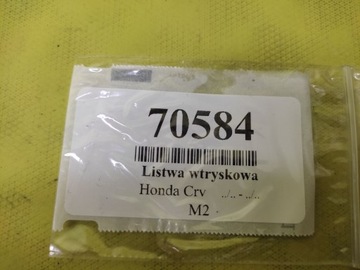 70584
Listwa wtryskowa
Honda Crv ../.. - ../..
M2